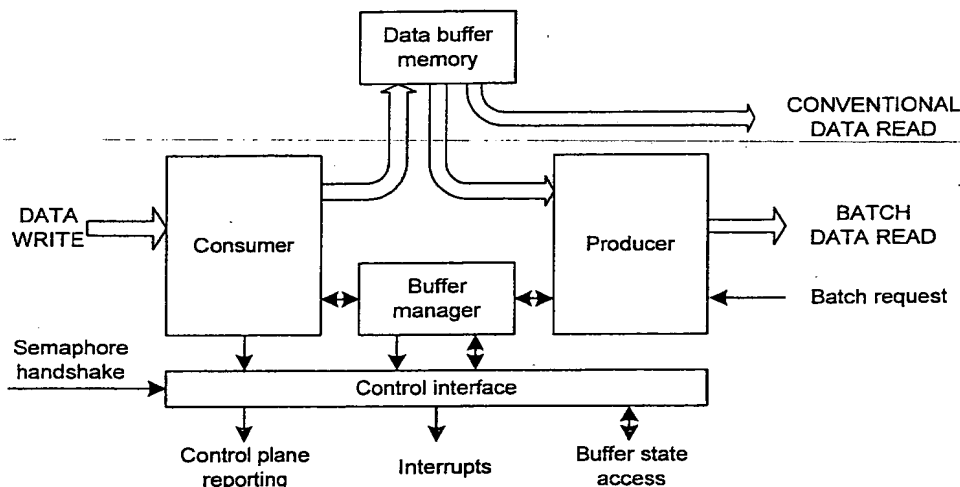 Data buffer
memory
CONVENTIONAL
DATA READ
DATA
WRITE
Consumer
Producer
BATCH
DATA READ
Buffer
manager
Batch request
Semaphore
handshake
Control interface
Control plane
reporting
Interrupts
Buffer state
access